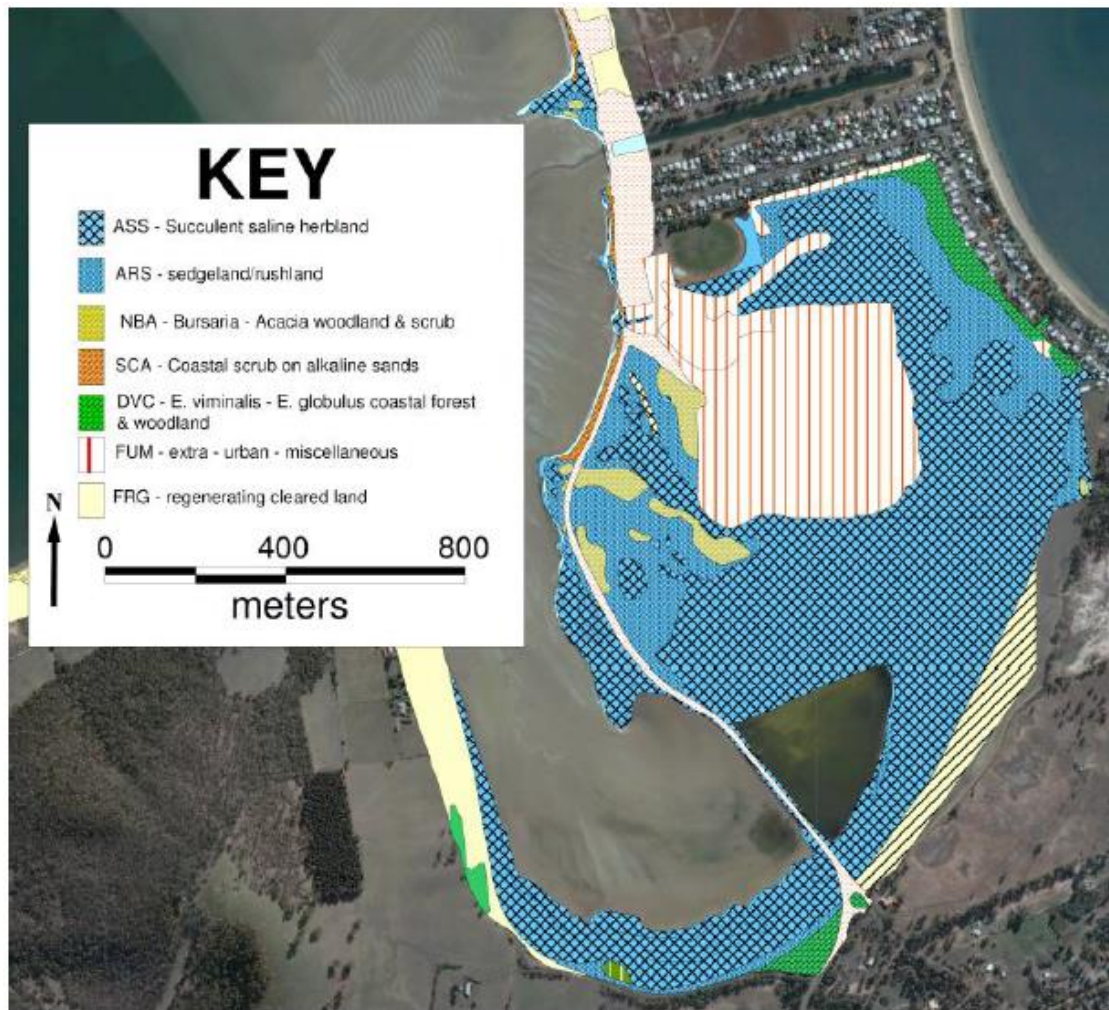 KEY
ASS - Succulent saline herbland
ARS - sedgeland/rushland
NBA - Bursaria - Acacia woodland & scrub
SCA - Coastal scrub on alkaline sands
DVC - E. viminalis - E. globulus coastal forest
& woodland
FUM - extra - urban - miscellaneous
FRG - regenerating cleared land
N
0 400 800
meters